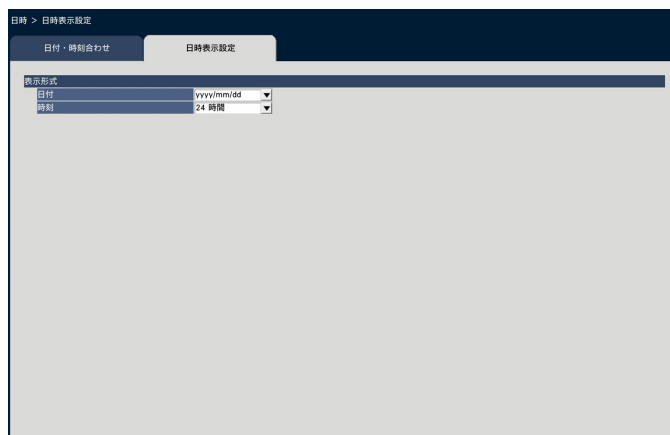 日時 > 日時表示設定
日付・時刻合わせ 日時表示設定
表示形式
日付 yyyy/mm/dd ▼
時刻 24 時間 ▼